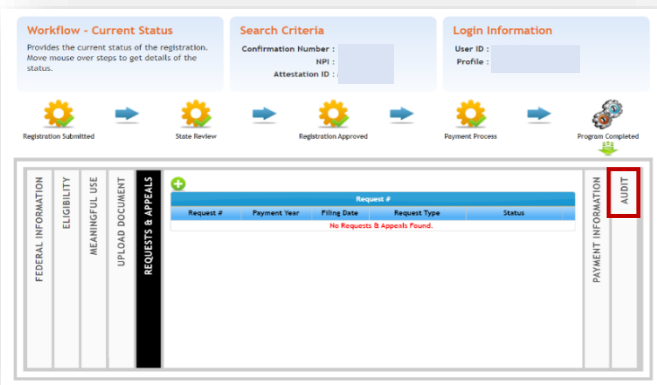 Workflow - Current Status
Provides the current status of the registration.
Move mouse over steps to get details of the
status.
Search Criteria
Confirmation Number :
NPI :
Attestation ID :
Login Information
User ID :
Profile :
Registration Submitted
State Review
Registration Approved
Payment Process
Program Completed
FEDERAL INFORMATION
ELIGIBILITY
MEANINGFUL USE
UPLOAD DOCUMENT
REQUESTS & APPEALS
Request #
Request # Payment Year Filing Date Request Type Status
No Requests & Appeals Found.
PAYMENT INFORMATION
AUDIT